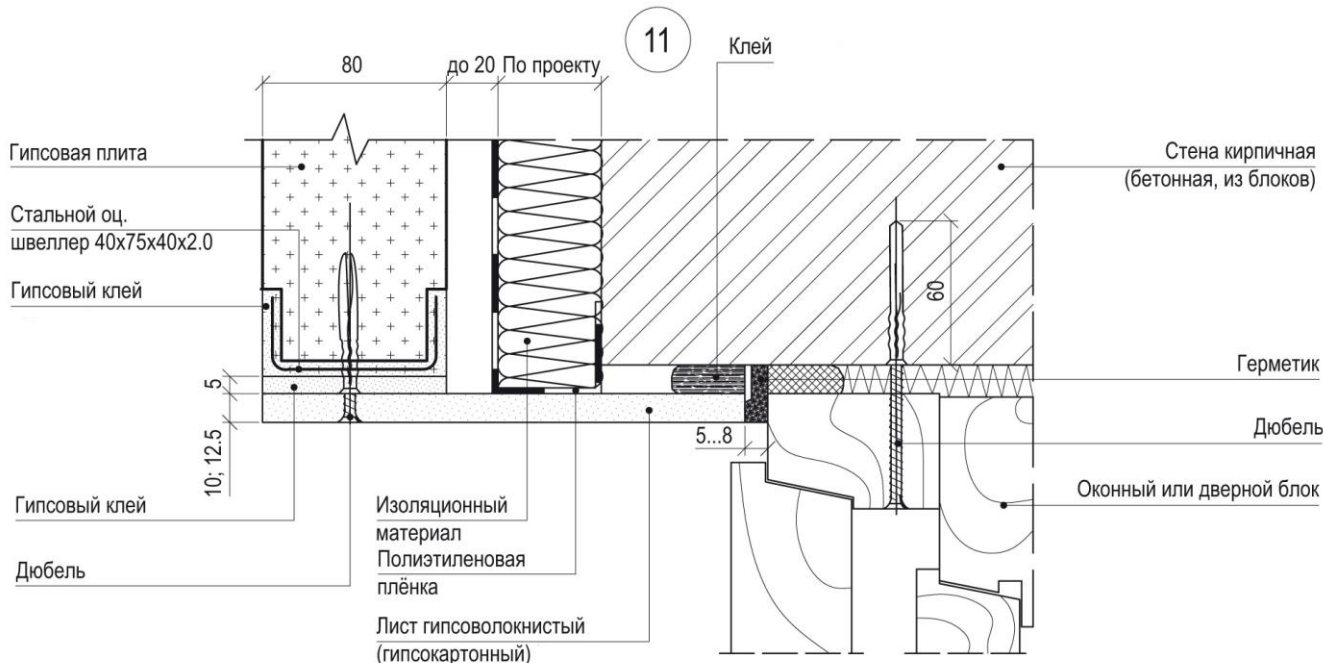 11
Клей
80
до 20
По проекту
Гипсовая плита
Стальной оц.
швеллер 40х75х40х2.0
Гипсовый клей
Стена кирпичная
(бетонная, из блоков)
60
Герметик
5
10; 12.5
5...8
Дюбель
Оконный или дверной блок
Гипсовый клей
Дюбель
Изоляционный
материал
Полиэтиленовая
плёнка
Лист гипсоволокнистый
(гипсокартонный)